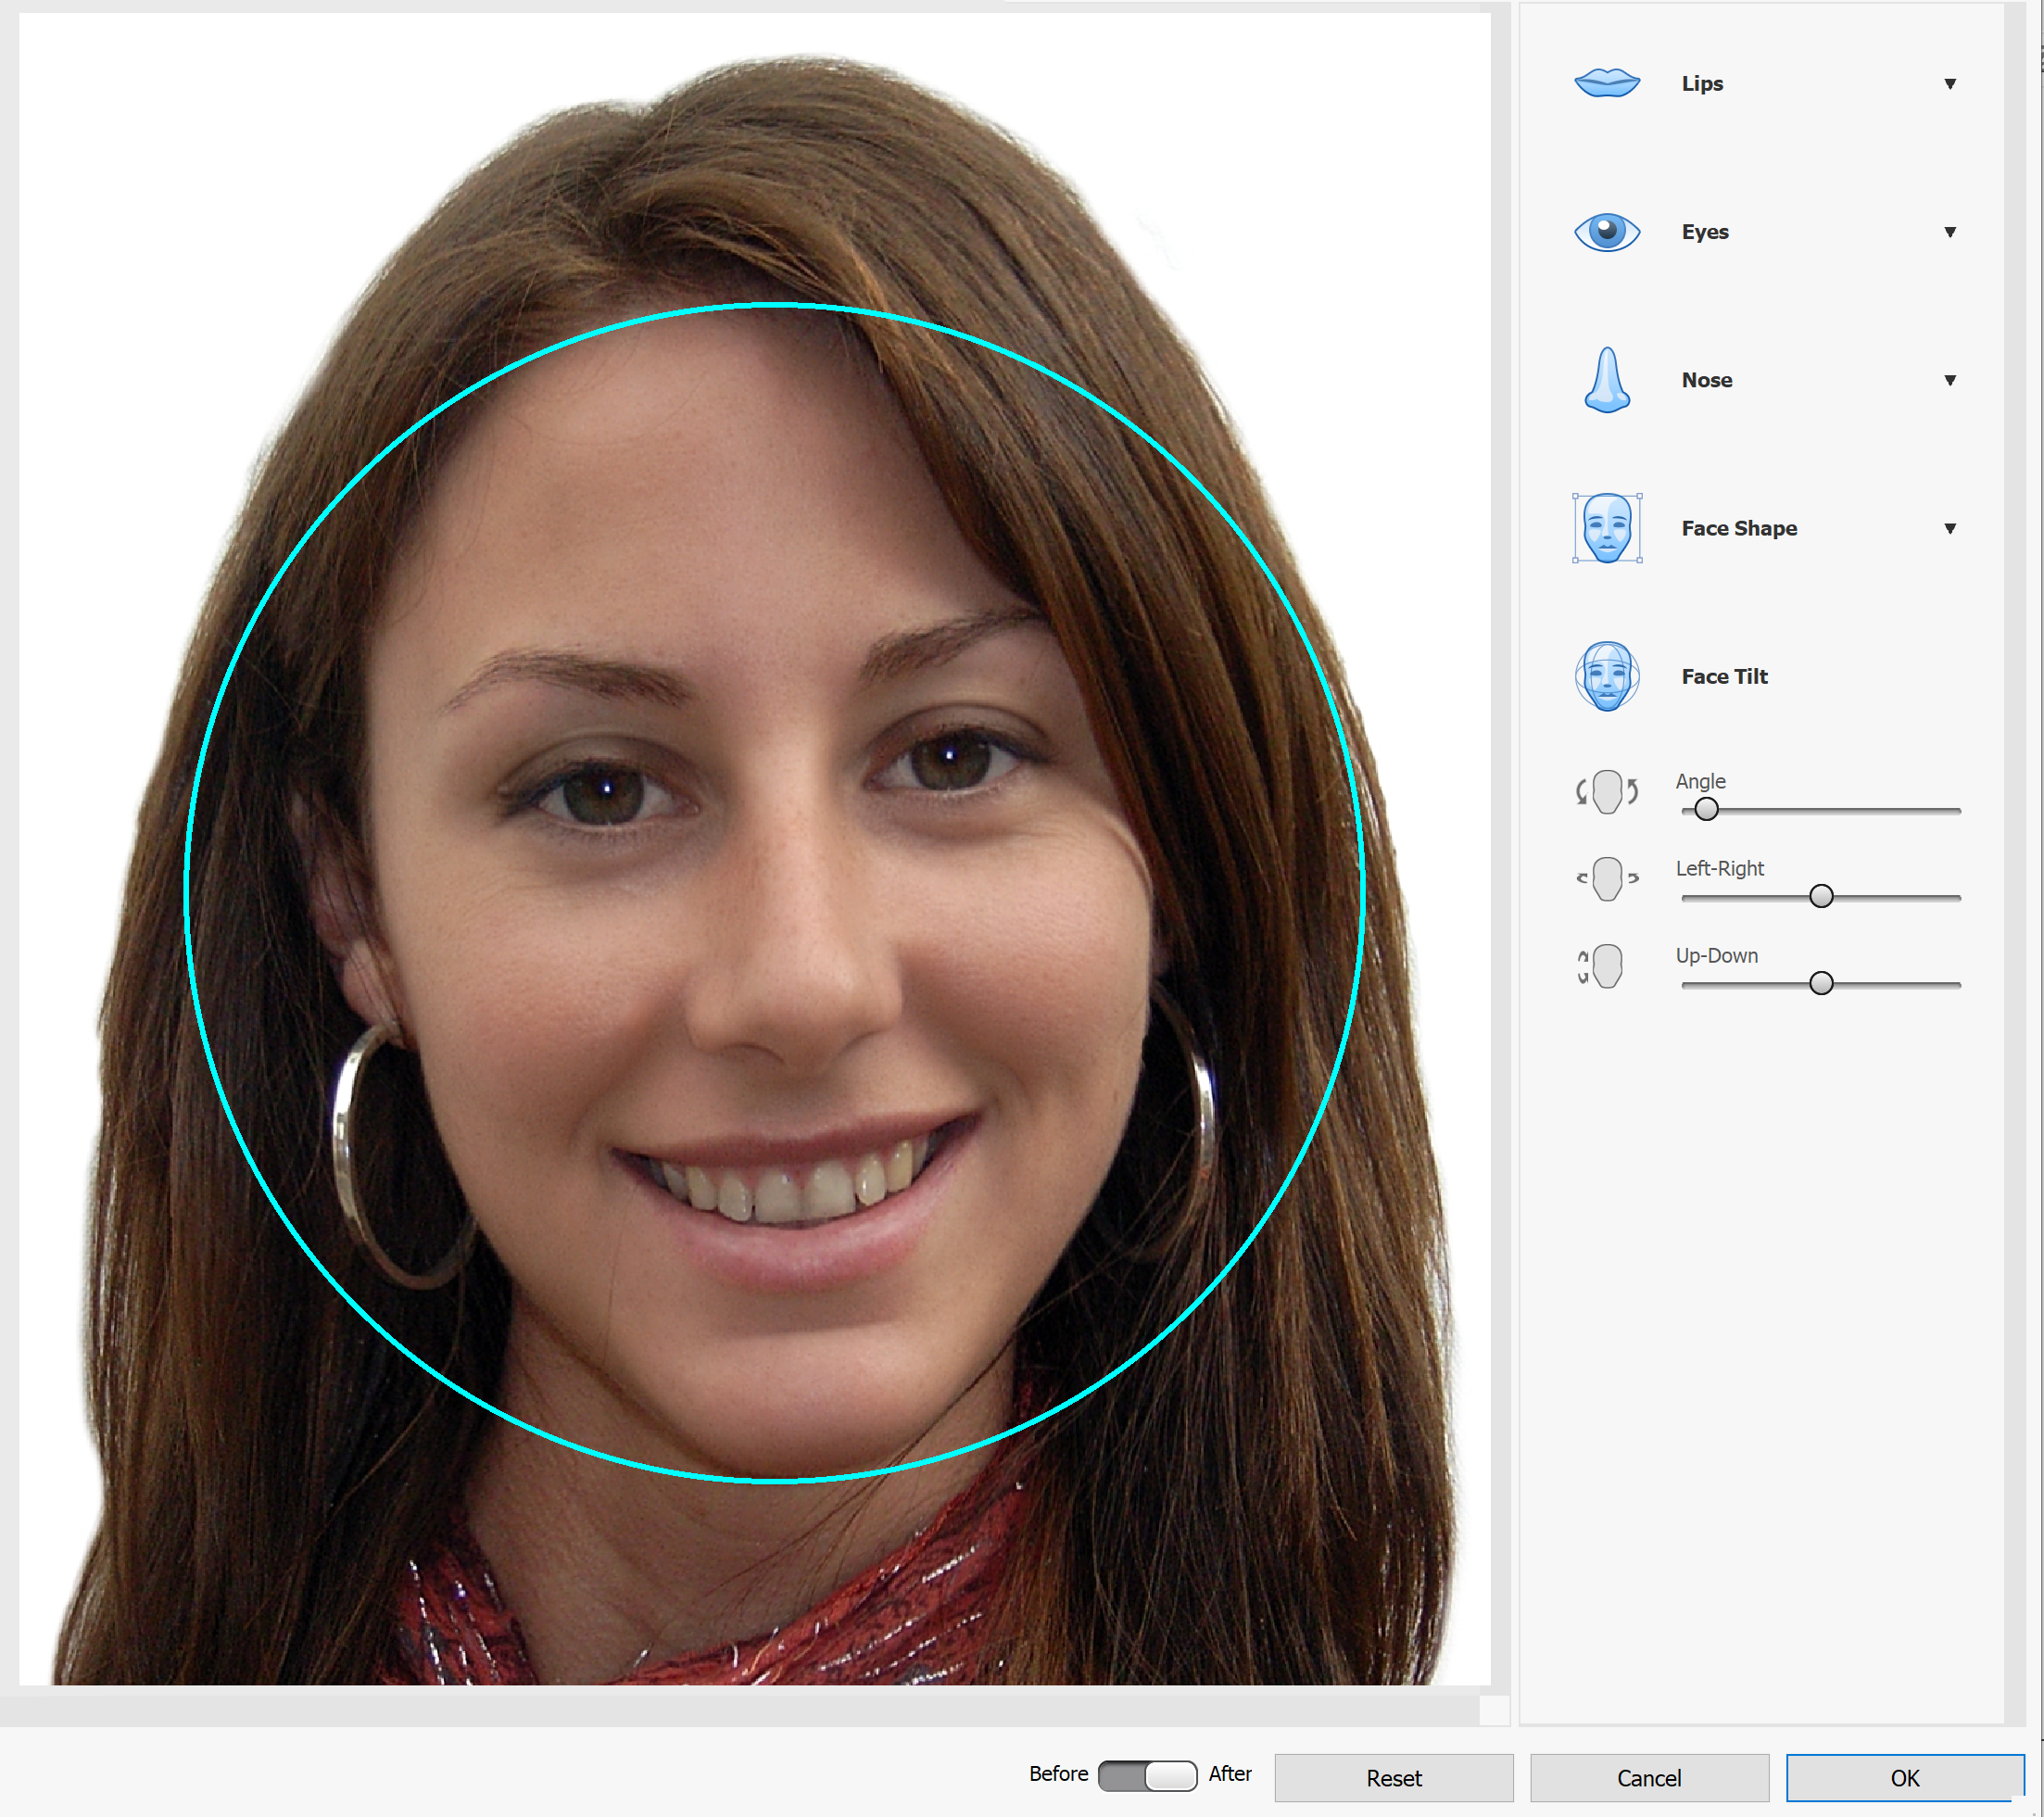 Lips
Eyes
Nose
Face Shape
Face Tilt
Angle
Left-Right
Up-Down
Before After Reset Cancel OK